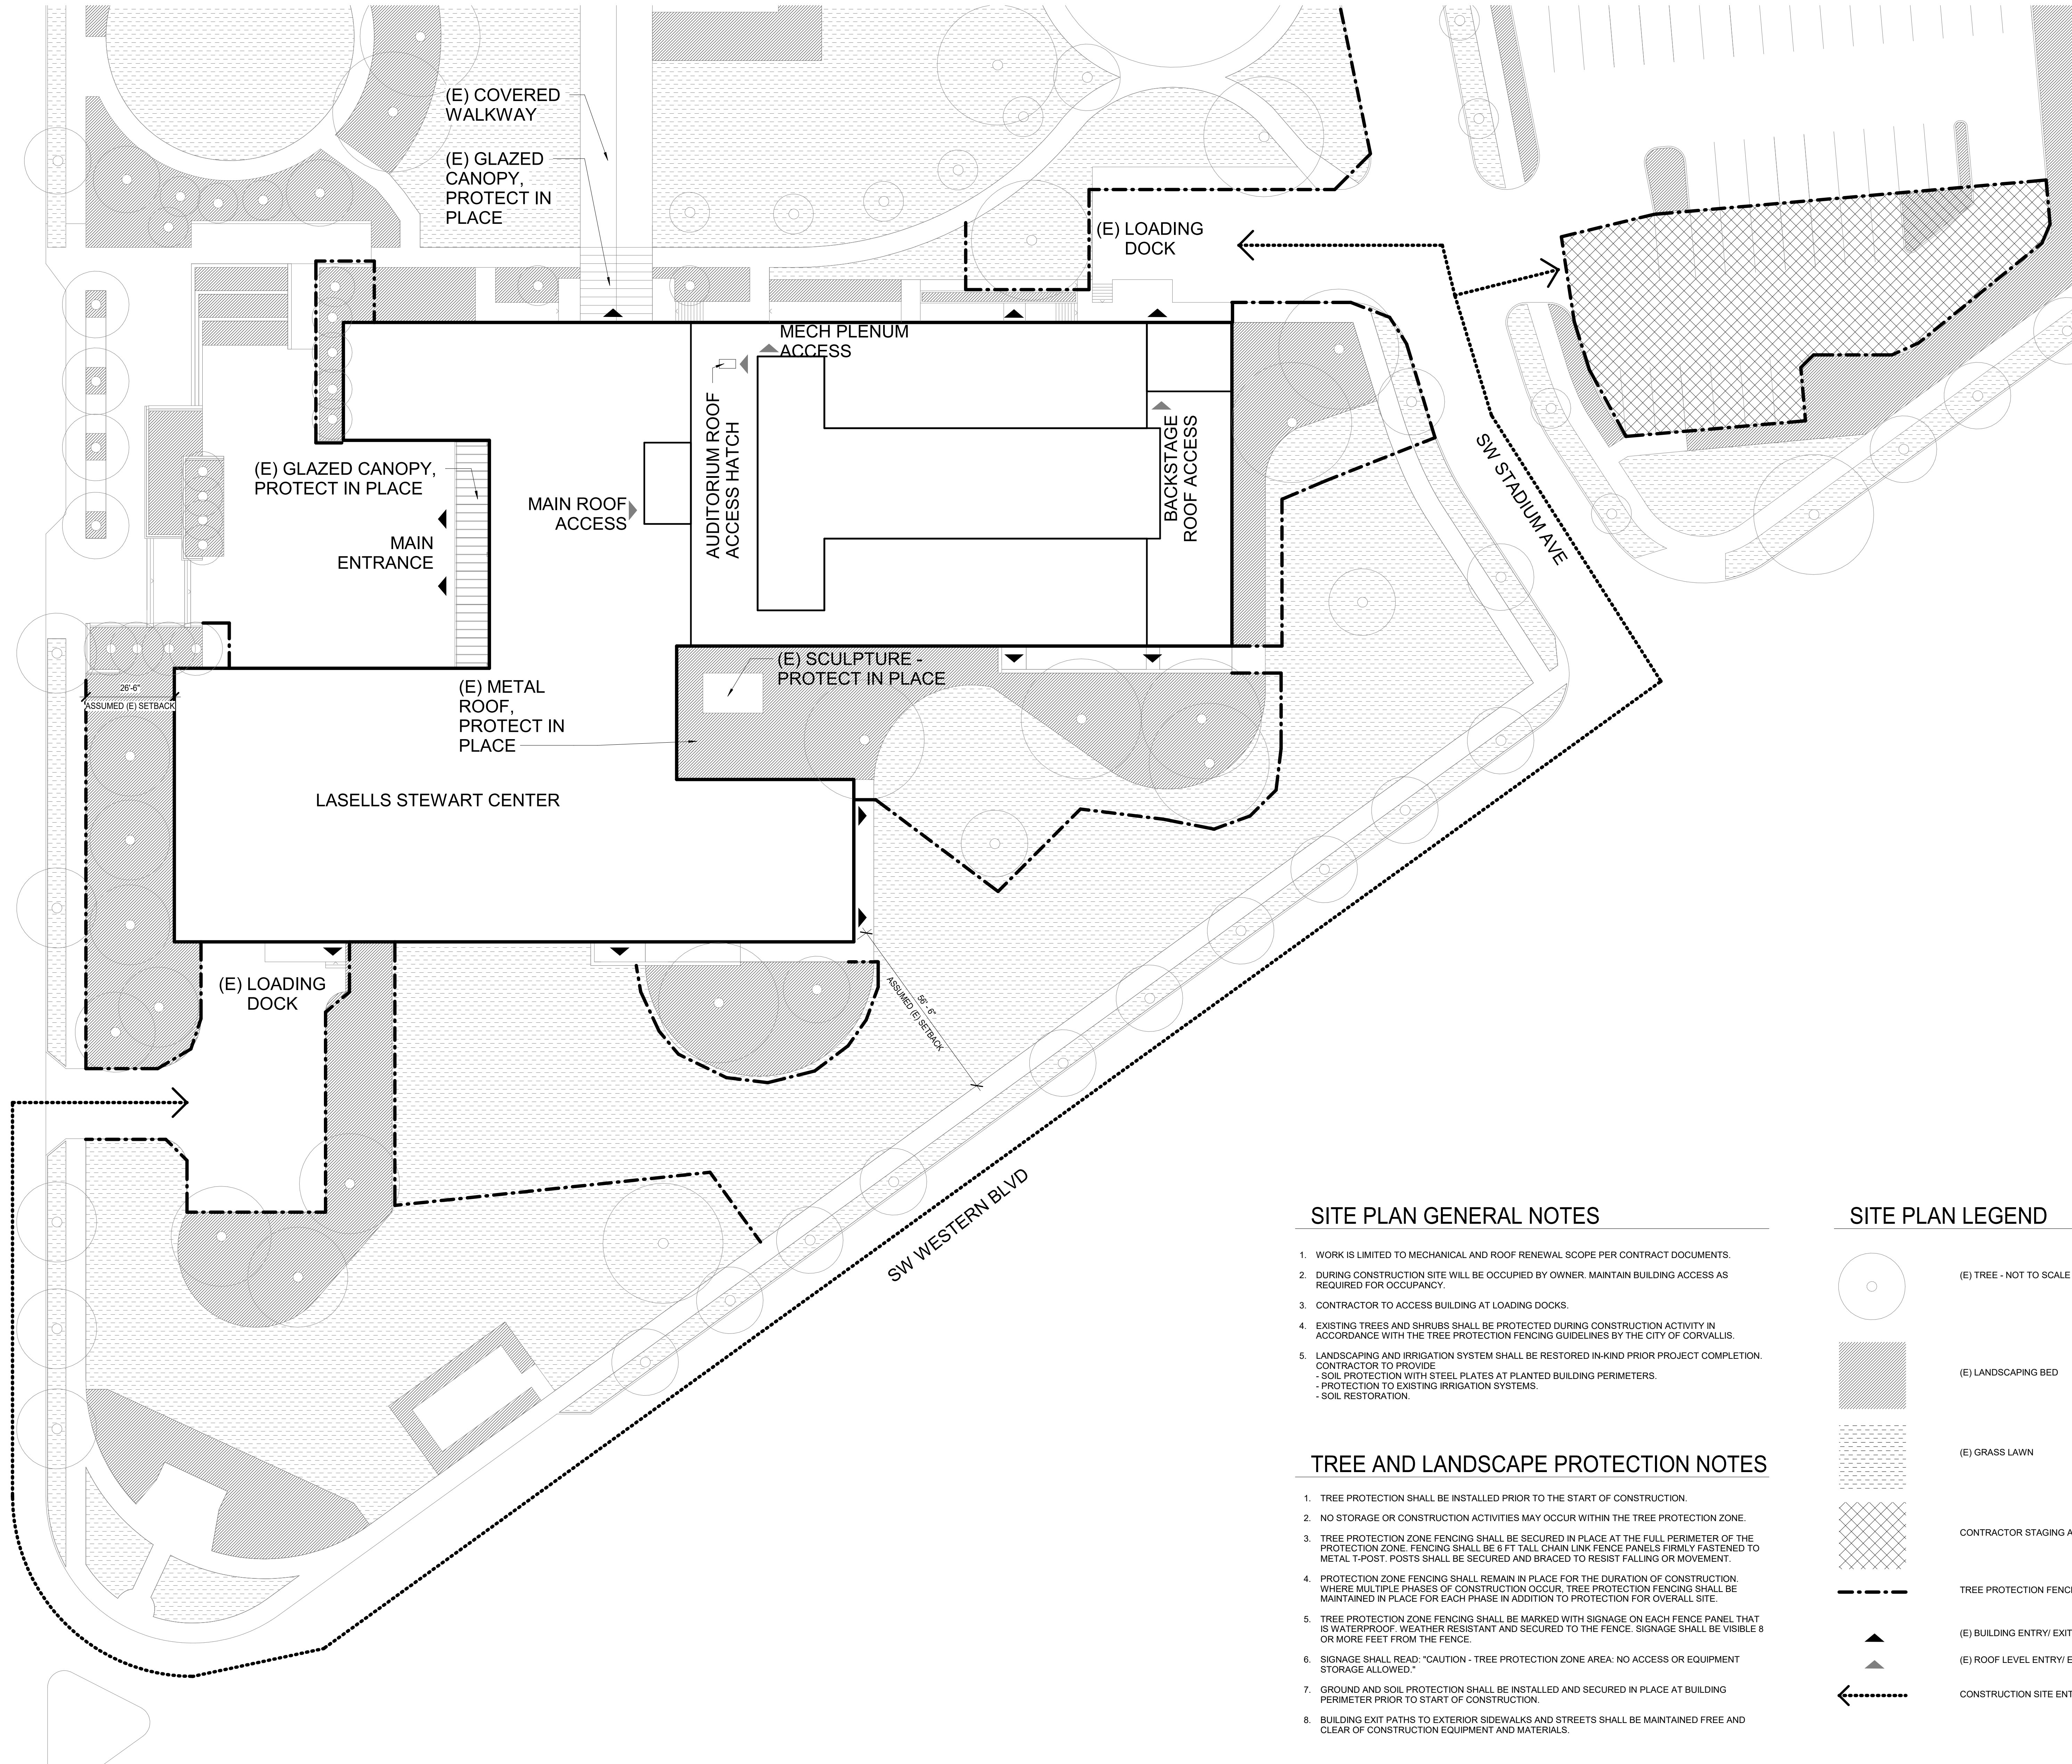 (E) COVERED
WALKWAY
(E) GLAZED
CANOPY,
PROTECT IN
PLACE
(E) LOADING
DOCK
MECH PLENUM
ACCESS
AUDITORIUM ROOF
ACCESS HATCH
BACKSTAGE
ROOF ACCESS
(E) GLAZED CANOPY,
PROTECT IN PLACE
MAIN ROOF
ACCESS
MAIN
ENTRANCE
SW STADIUM AVE
(E) SCULPTURE -
PROTECT IN PLACE
26'-6"
ASSUMED (E) SETBACK
(E) METAL
ROOF,
PROTECT IN
PLACE
LASELLS STEWART CENTER
(E) LOADING
DOCK
56' - 6"
ASSUMED (E) SETBACK
SW WESTERN BLVD
SITE PLAN GENERAL NOTES
1. WORK IS LIMITED TO MECHANICAL AND ROOF RENEWAL SCOPE PER CONTRACT DOCUMENTS.
2. DURING CONSTRUCTION SITE WILL BE OCCUPIED BY OWNER. MAINTAIN BUILDING ACCESS AS
REQUIRED FOR OCCUPANCY.
3. CONTRACTOR TO ACCESS BUILDING AT LOADING DOCKS.
4. EXISTING TREES AND SHRUBS SHALL BE PROTECTED DURING CONSTRUCTION ACTIVITY IN
ACCORDANCE WITH THE TREE PROTECTION FENCING GUIDELINES BY THE CITY OF CORVALLIS.
5. LANDSCAPING AND IRRIGATION SYSTEM SHALL BE RESTORED IN-KIND PRIOR PROJECT COMPLETION.
CONTRACTOR TO PROVIDE
- SOIL PROTECTION WITH STEEL PLATES AT PLANTED BUILDING PERIMETERS.
- PROTECTION TO EXISTING IRRIGATION SYSTEMS.
- SOIL RESTORATION.
TREE AND LANDSCAPE PROTECTION NOTES
1. TREE PROTECTION SHALL BE INSTALLED PRIOR TO THE START OF CONSTRUCTION.
2. NO STORAGE OR CONSTRUCTION ACTIVITIES MAY OCCUR WITHIN THE TREE PROTECTION ZONE.
3. TREE PROTECTION ZONE FENCING SHALL BE SECURED IN PLACE AT THE FULL PERIMETER OF THE
PROTECTION ZONE. FENCING SHALL BE 6 FT TALL CHAIN LINK FENCE PANELS FIRMLY FASTENED TO
METAL T-POST. POSTS SHALL BE SECURED AND BRACED TO RESIST FALLING OR MOVEMENT.
4. PROTECTION ZONE FENCING SHALL REMAIN IN PLACE FOR THE DURATION OF CONSTRUCTION.
WHERE MULTIPLE PHASES OF CONSTRUCTION OCCUR, TREE PROTECTION FENCING SHALL BE
MAINTAINED IN PLACE FOR EACH PHASE IN ADDITION TO PROTECTION FOR OVERALL SITE.
5. TREE PROTECTION ZONE FENCING SHALL BE MARKED WITH SIGNAGE ON EACH FENCE PANEL THAT
IS WATERPROOF. WEATHER RESISTANT AND SECURED TO THE FENCE. SIGNAGE SHALL BE VISIBLE 8
OR MORE FEET FROM THE FENCE.
6. SIGNAGE SHALL READ: "CAUTION - TREE PROTECTION ZONE AREA: NO ACCESS OR EQUIPMENT
STORAGE ALLOWED."
7. GROUND AND SOIL PROTECTION SHALL BE INSTALLED AND SECURED IN PLACE AT BUILDING
PERIMETER PRIOR TO START OF CONSTRUCTION.
8. BUILDING EXIT PATHS TO EXTERIOR SIDEWALKS AND STREETS SHALL BE MAINTAINED FREE AND
CLEAR OF CONSTRUCTION EQUIPMENT AND MATERIALS.
SITE PLAN LEGEND
(E) TREE - NOT TO SCALE
(E) LANDSCAPING BED
(E) GRASS LAWN
CONTRACTOR STAGING
TREE PROTECTION
(E) BUILDING ENTRY/ EXIT
(E) ROOF LEVEL ENTRY/
CONSTRUCTION SITE